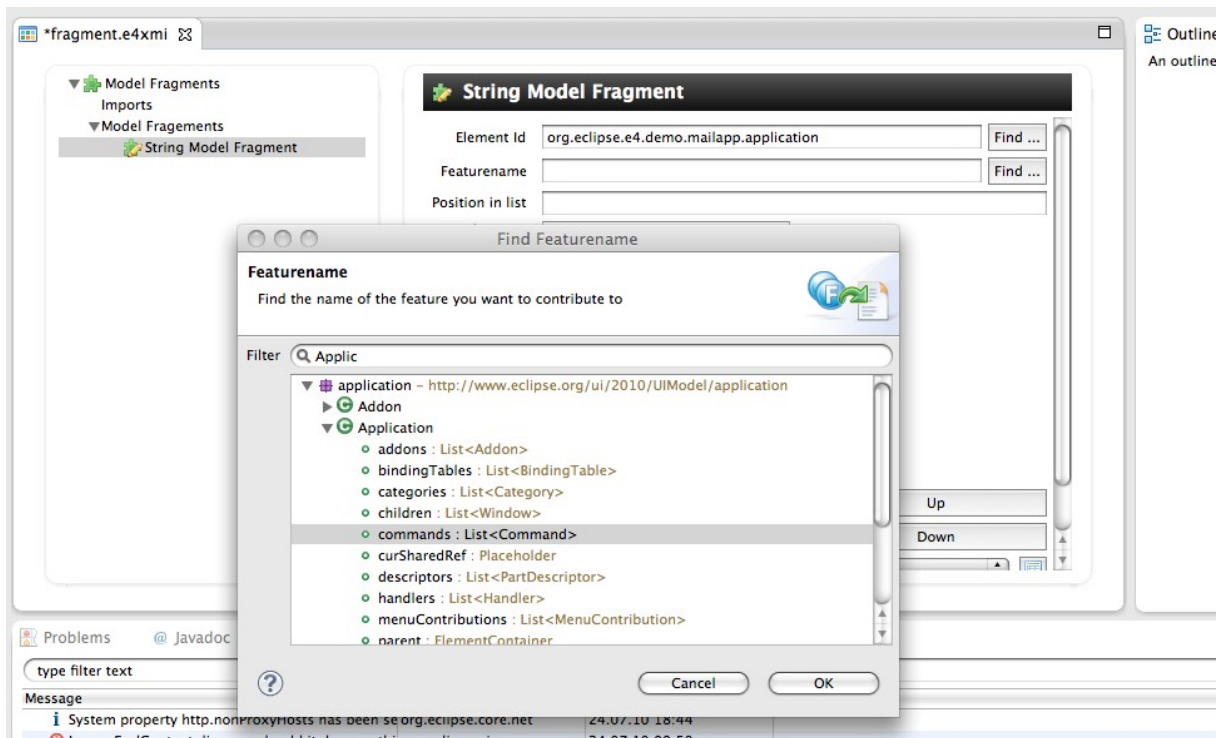 *fragment.e4xmi
Outline
An outline
Model Fragments
Imports
Model Fragements
String Model Fragment
String Model Fragment
Element Id org.eclipse.e4.demo.mailapp.application Find ...
Featurename Find ...
Position in list
Find Featurename
Featurename
Find the name of the feature you want to contribute to
Filter Applic
application – http://www.eclipse.org/ui/2010/UIModel/application
Addon
Application
addons : List<Addon>
bindingTables : List<BindingTable>
categories : List<Category>
children : List<Window>
commands : List<Command>
curSharedRef : Placeholder
descriptors : List<PartDescriptor>
handlers : List<Handler>
menuContributions : List<MenuContribution>
parent : ElementContainer
Up
Down
Cancel
OK
Problems @ Javadoc
type filter text
Message
System property http.nonProxyHosts has been se org.eclipse.core.net 24.07.10 18:44